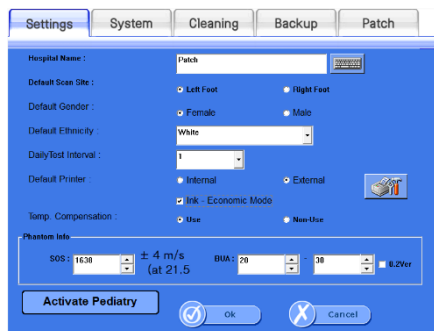 Settings System Cleaning Backup Patch
Hospital Name : Patch
Default Scan Site : Left Foot Right Foot
Default Gender : Female Male
Default Ethnicity : White
DailyTest Interval : 1
Default Printer : Internal External
Ink - Economic Mode
Temp. Compensation : Use Non-Use
Phantom Info
SOS : 1630 ± 4 m/s BUA : 20 - 30 0.2Ver
(at 21.5
Activate Pediatry Ok Cancel